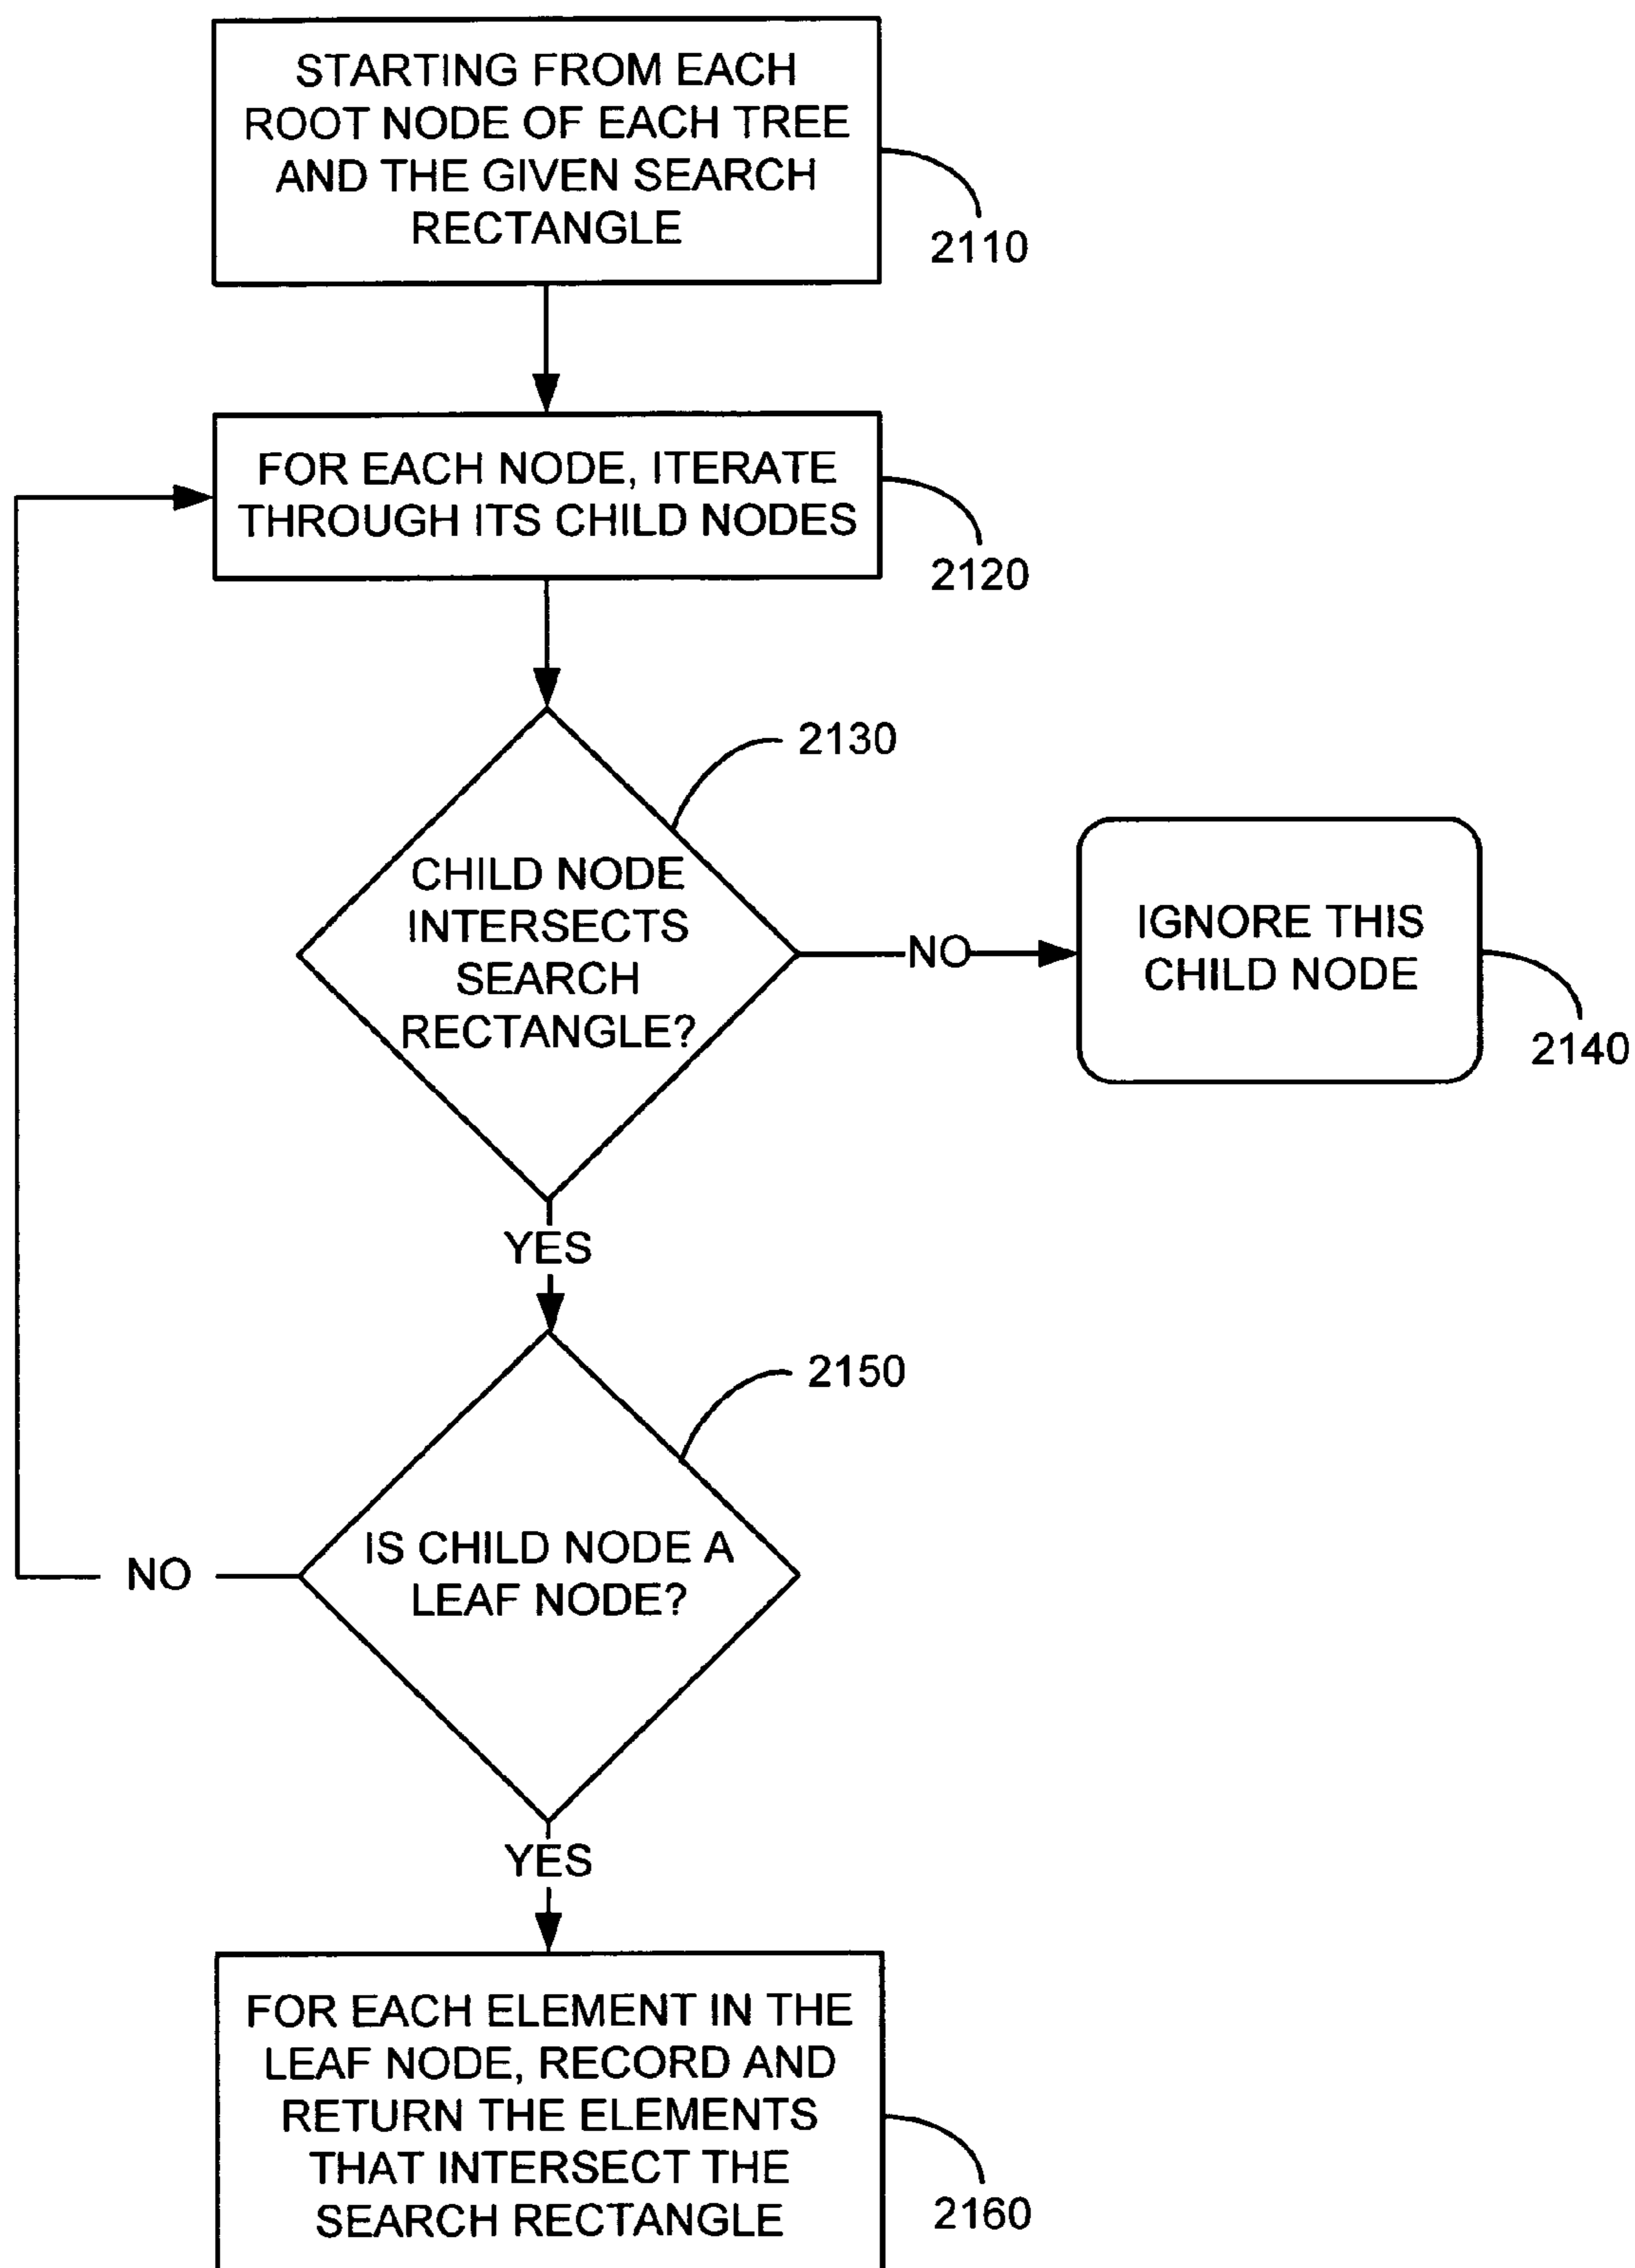 STARTING FROM EACH
ROOT NODE OF EACH TREE
AND THE GIVEN SEARCH
RECTANGLE
2110
FOR EACH NODE, ITERATE
THROUGH ITS CHILD NODES
2120
2130
CHILD NODE
INTERSECTS
SEARCH
RECTANGLE?
NO
IGNORE THIS
CHILD NODE
2140
YES
2150
IS CHILD NODE A
LEAF NODE?
NO
YES
FOR EACH ELEMENT IN THE
LEAF NODE, RECORD AND
RETURN THE ELEMENTS
THAT INTERSECT THE
SEARCH RECTANGLE
2160